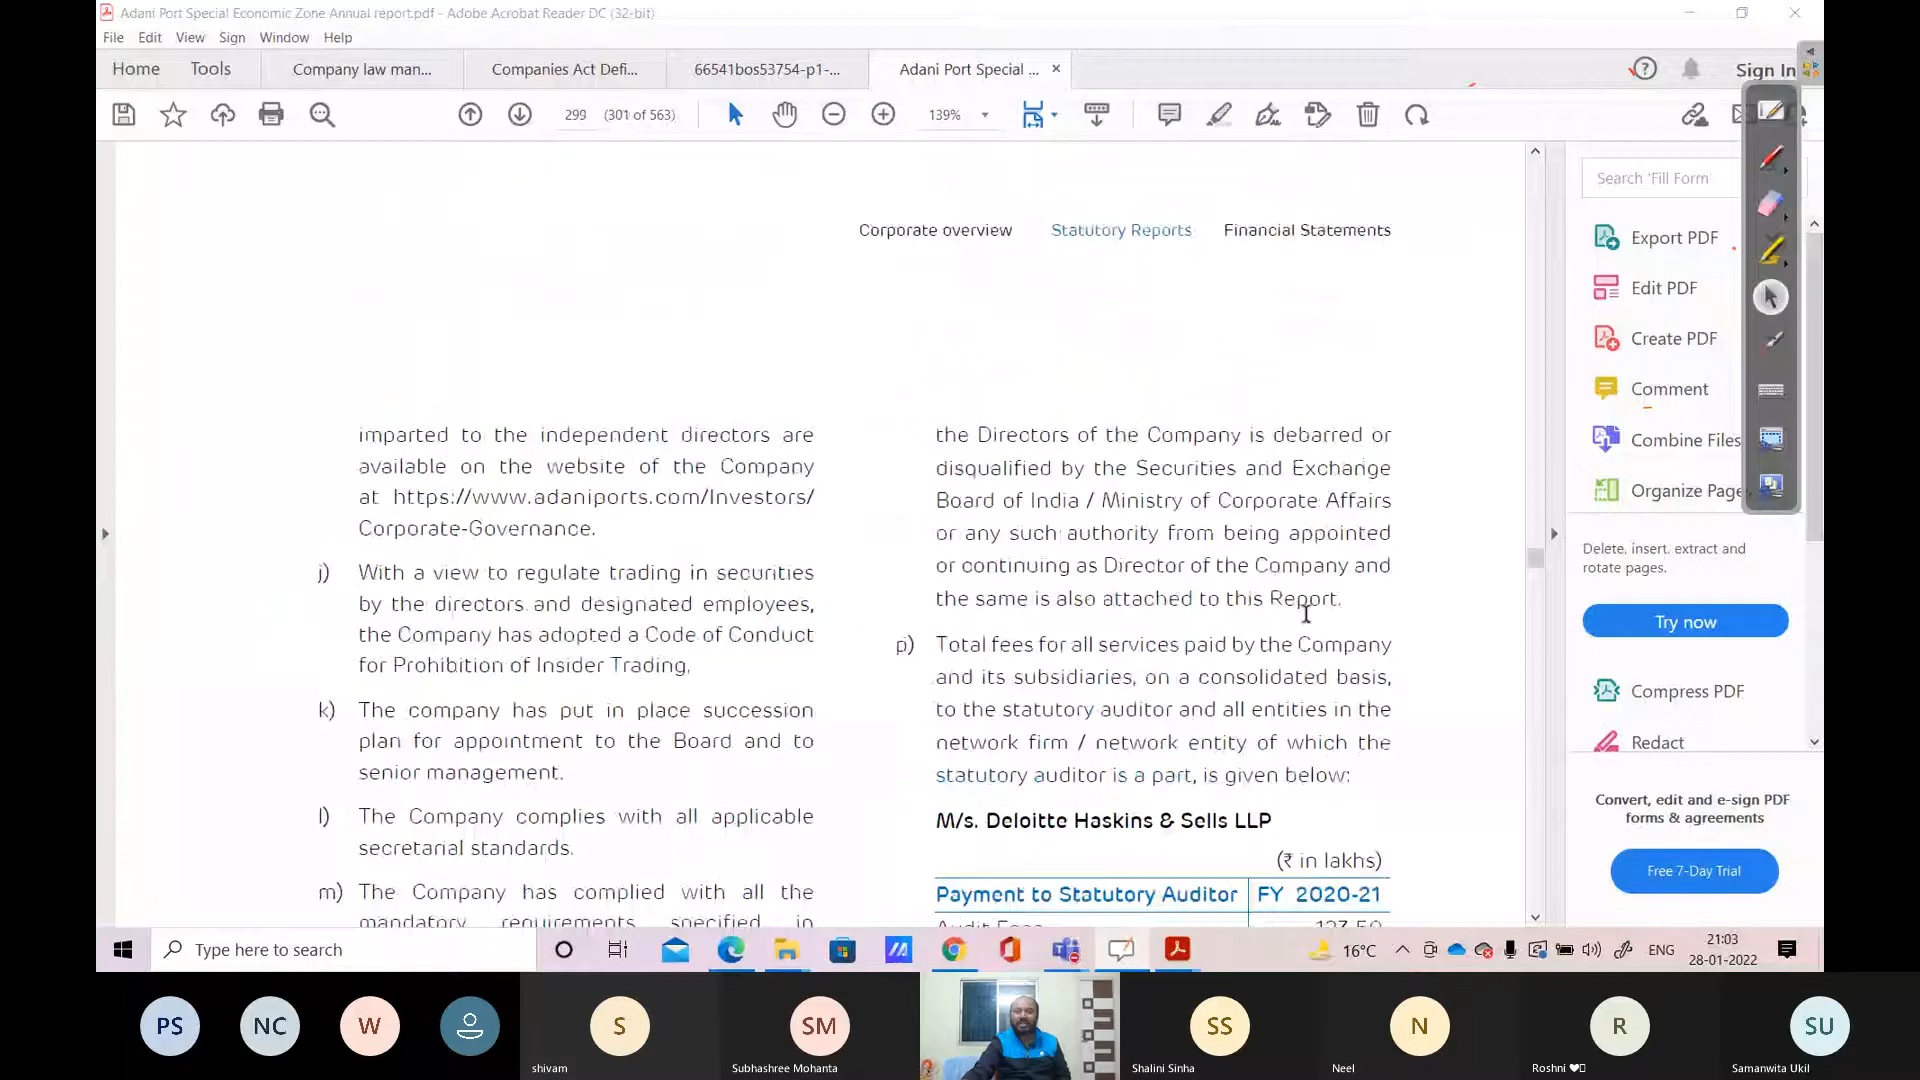 Adani Port Special Economic Zone Annual report.pdf - Adobe Acrobat Reader DC (32-bit)
File Edit View Sign Window Help
Home Tools Company law man... Companies Act Defi... 66541bos53754-p1-... Adani Port Special ... Sign In
299 (301 of 563) 139%
Corporate overview Statutory Reports Financial Statements
imparted to the independent directors are
available on the website of the Company
at https://www.adaniports.com/Investors/
Corporate-Governance.
j) With a view to regulate trading in securities
by the directors and designated employees,
the Company has adopted a Code of Conduct
for Prohibition of Insider Trading.
k) The company has put in place succession
plan for appointment to the Board and to
senior management.
l) The Company complies with all applicable
secretarial standards.
m) The Company has complied with all the
mandatory requirements specified in
the Directors of the Company is debarred or
disqualified by the Securities and Exchange
Board of India / Ministry of Corporate Affairs
or any such authority from being appointed
or continuing as Director of the Company and
the same is also attached to this Report.
p) Total fees for all services paid by the Company
and its subsidiaries, on a consolidated basis,
to the statutory auditor and all entities in the
network firm / network entity of which the
statutory auditor is a part, is given below:
M/s. Deloitte Haskins & Sells LLP
(₹ in lakhs)
Payment to Statutory Auditor FY 2020-21
Audit Fees
Search 'Fill Form
Export PDF
Edit PDF
Create PDF
Comment
Combine Files
Organize Pages
Delete, insert, extract and
rotate pages.
Try now
Compress PDF
Redact
Convert, edit and e-sign PDF
forms & agreements
Free 7-Day Trial
Type here to search
16°C
ENG
21:03
28-01-2022
PS NC W S SM SS N R SU
shivam Subhashree Mohanta Shalini Sinha Neel Roshni ❤ Samanwita Ukil